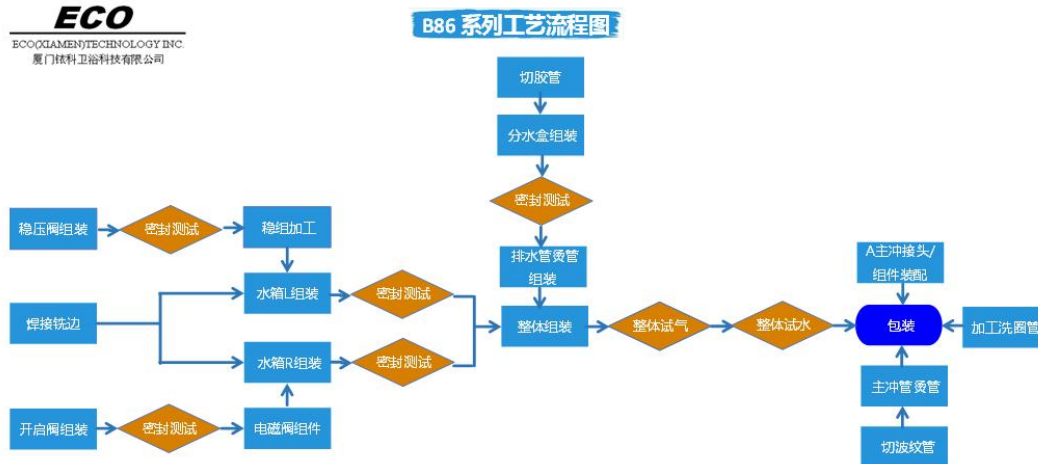 ECO
ECO(XIAMEN)TECHNOLOGY INC.
厦门铱科卫浴科技有限公司
B86 系列工艺流程图
切胶管
分水盒组装
密封测试
稳压阀组装
密封测试
稳组加工
排水管烫管
组装
A主冲接头/
组件装配
水箱L组装
密封测试
焊接铣边
整体组装
整体试气
整体试水
包装
加工洗圈管
水箱R组装
密封测试
主冲管烫管
开启阀组装
密封测试
电磁阀组件
切波纹管